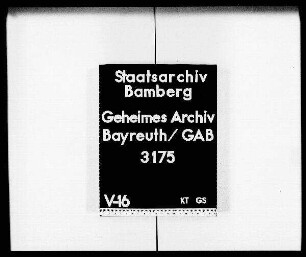 Staatsarchiv
Bamberg
Geheimes Archiv
Bayreuth/GAB
3175
V-16 KT GS